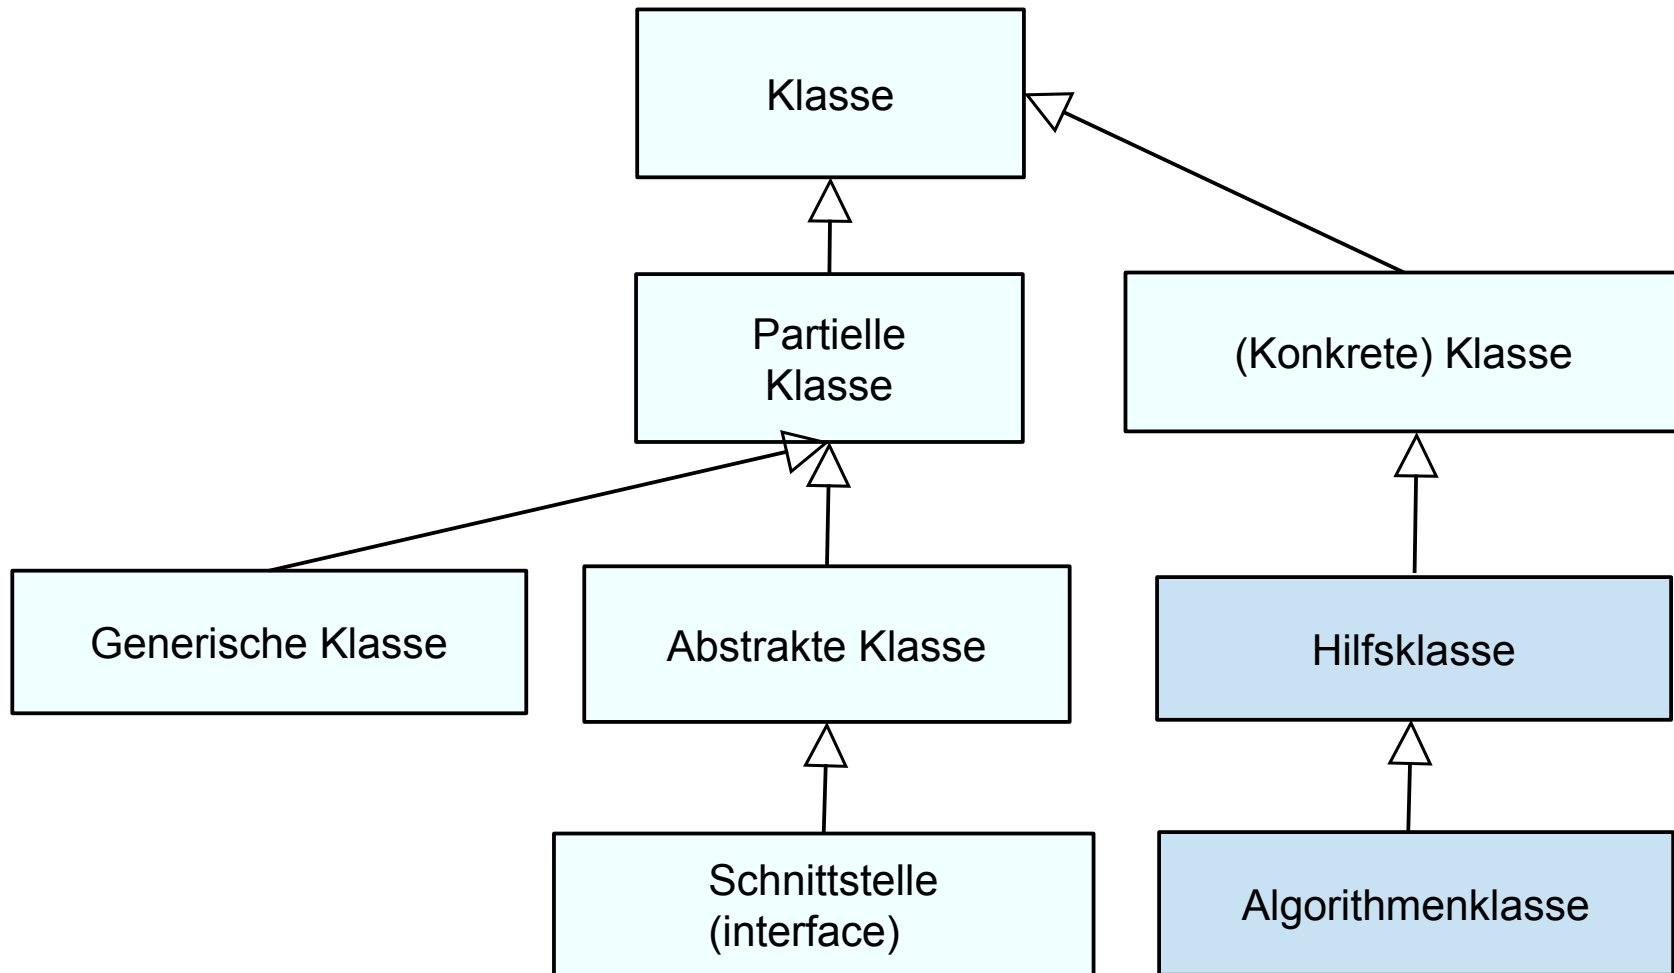 Klasse
Partielle
Klasse
(Konkrete) Klasse
Generische Klasse
Abstrakte Klasse
Hilfsklasse
Schnittstelle
(interface)
Algorithmenklasse